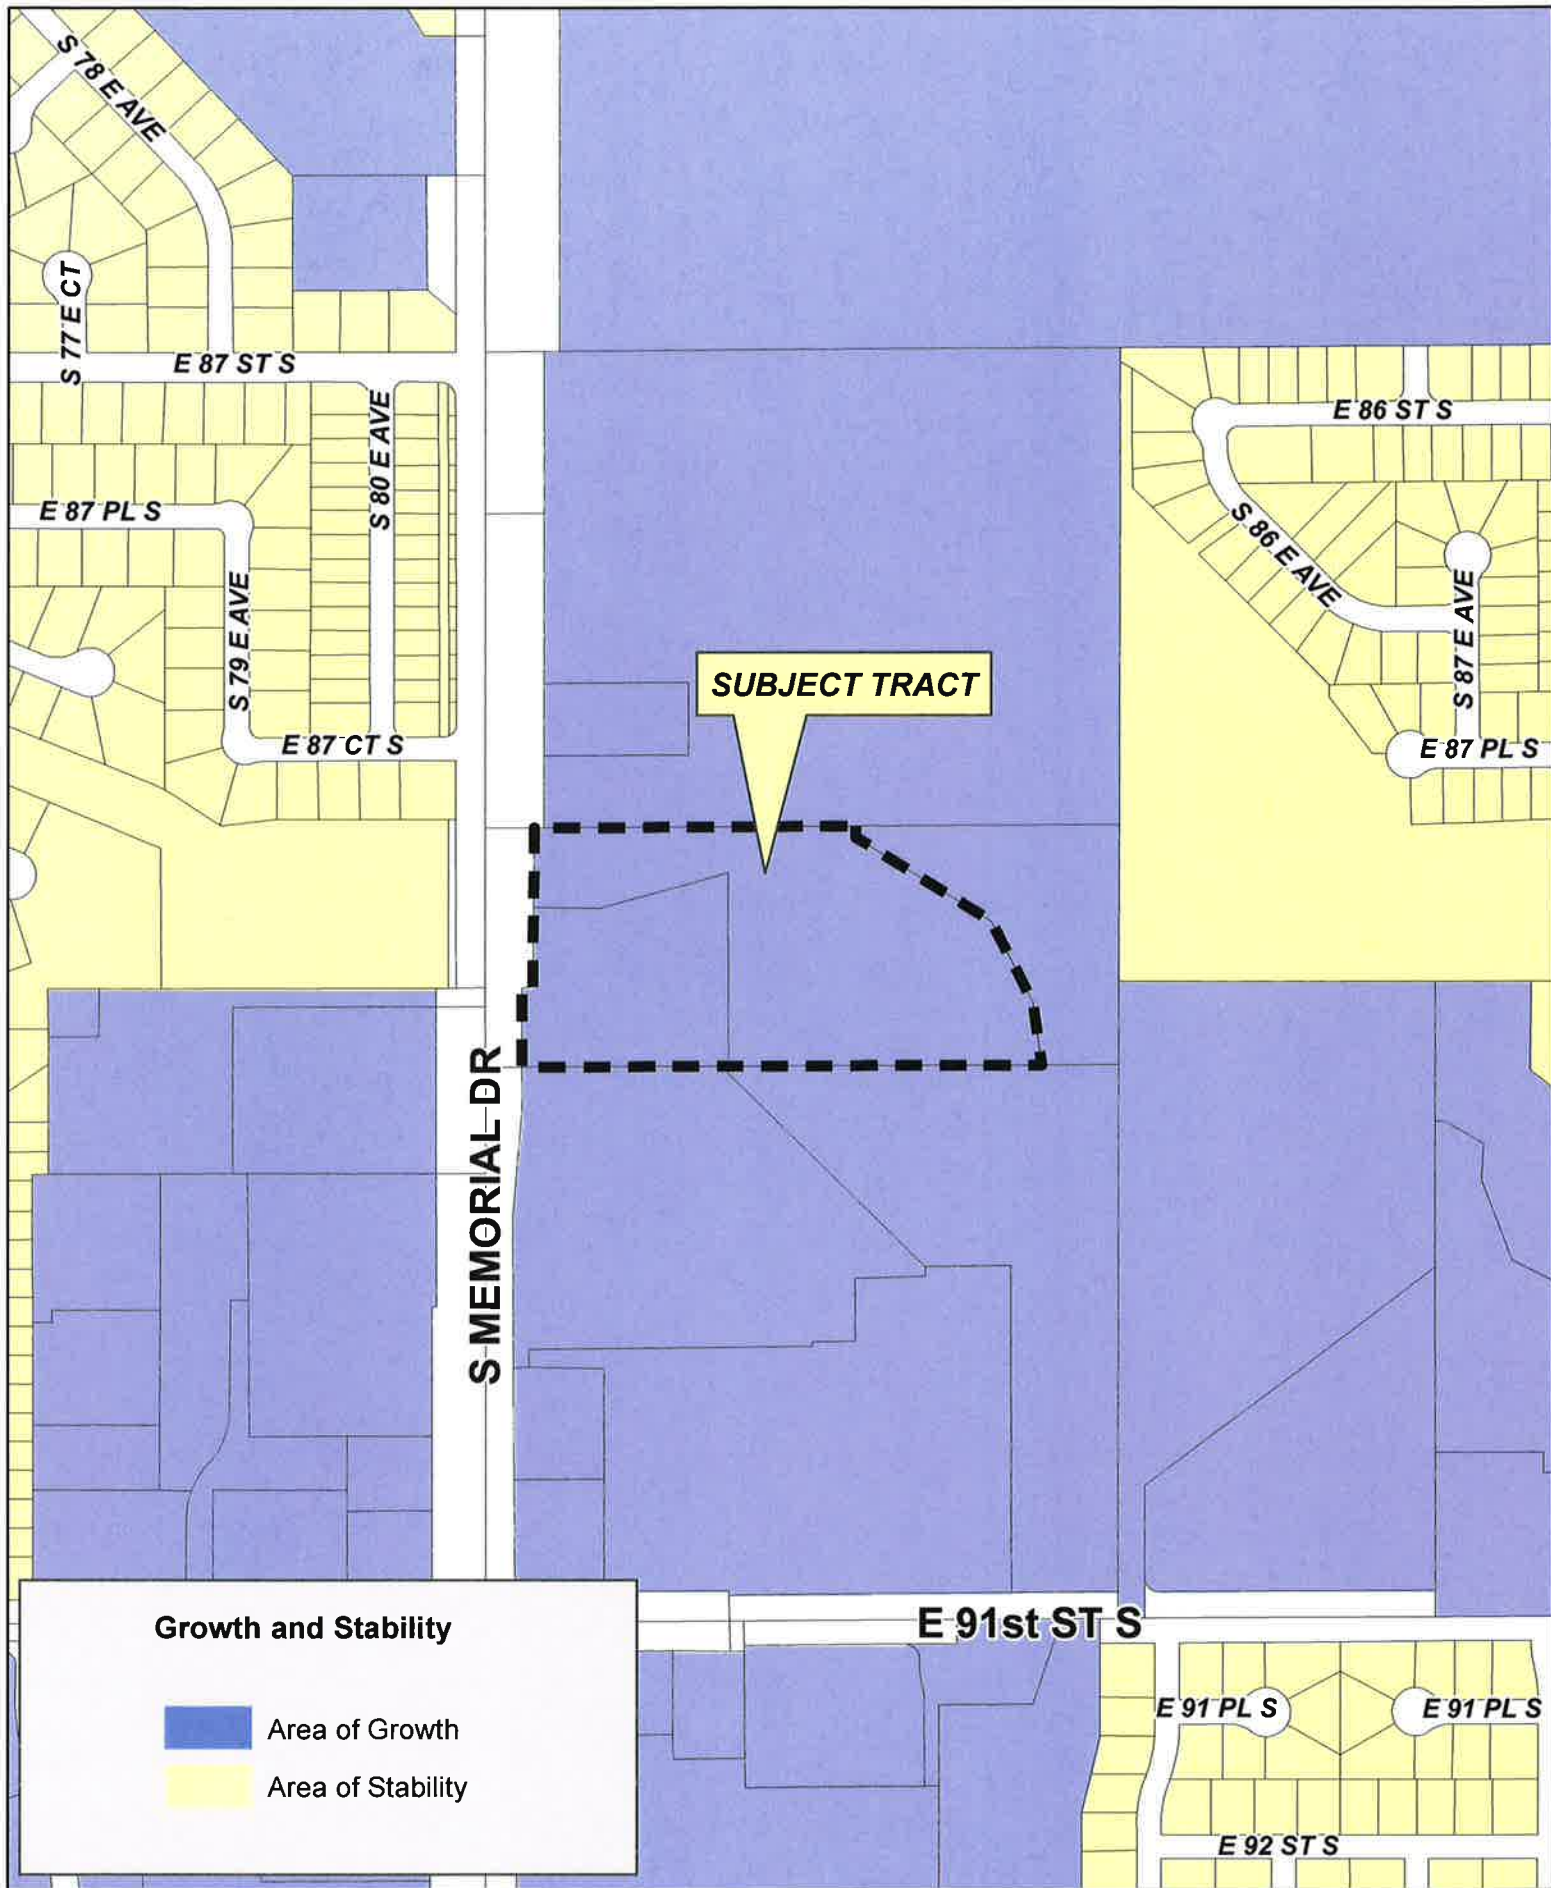 S 78 E AVE
S 77 E CT
E 87 ST S
E 86 ST S
S 80 E AVE
E 87 PL S
S 86 E AVE
S 79 E AVE
S 87 E AVE
SUBJECT TRACT
E 87 CT S
E 87 PL S
S MEMORIAL DR
E 91st ST S
Growth and Stability
Area of Growth
Area of Stability
E 91 PL S
E 91 PL S
E 92 ST S